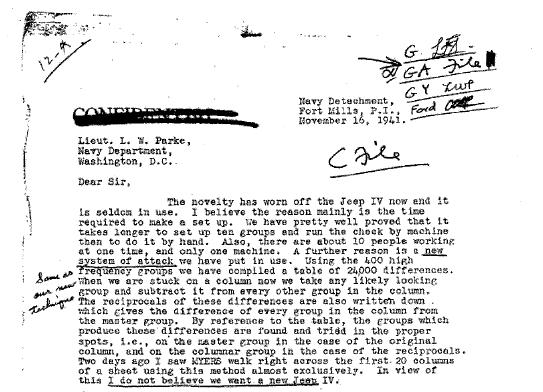 12-A
G
GA File
GY LWP
Ford
CONFIDENTIAL
Navy Detachment,
Fort Mills, P.I.,
November 16, 1941.
Lieut. L. W. Parke,
Navy Department,
Washington, D.C.
C File
Dear Sir,
The novelty has worn off the Jeep IV now and it
is seldom in use. I believe the reason mainly is the time
required to make a set up. We have pretty well proved that it
takes longer to set up ten groups and run the check by machine
than to do it by hand. Also, there are about 10 people working
at one time, and only one machine. A further reason is a new
system of attack we have put in use. Using the 400 high
frequency groups we have compiled a table of 24,000 differences.
When we are stuck on a column now we take any likely looking
group and subtract it from every other group in the column.
The reciprocals of these differences are also written down
which gives the difference of every group in the column from
the master group. By reference to the table, the groups which
produce these differences are found and tried in the proper
spots, i.e., on the master group in the case of the original
column, and on the columnar group in the case of the reciprocals.
Two days ago I saw MYERS walk right across the first 20 columns
of a sheet using this method almost exclusively. In view of
this I do not believe we want a new Jeep IV.
Same as
our new
technique